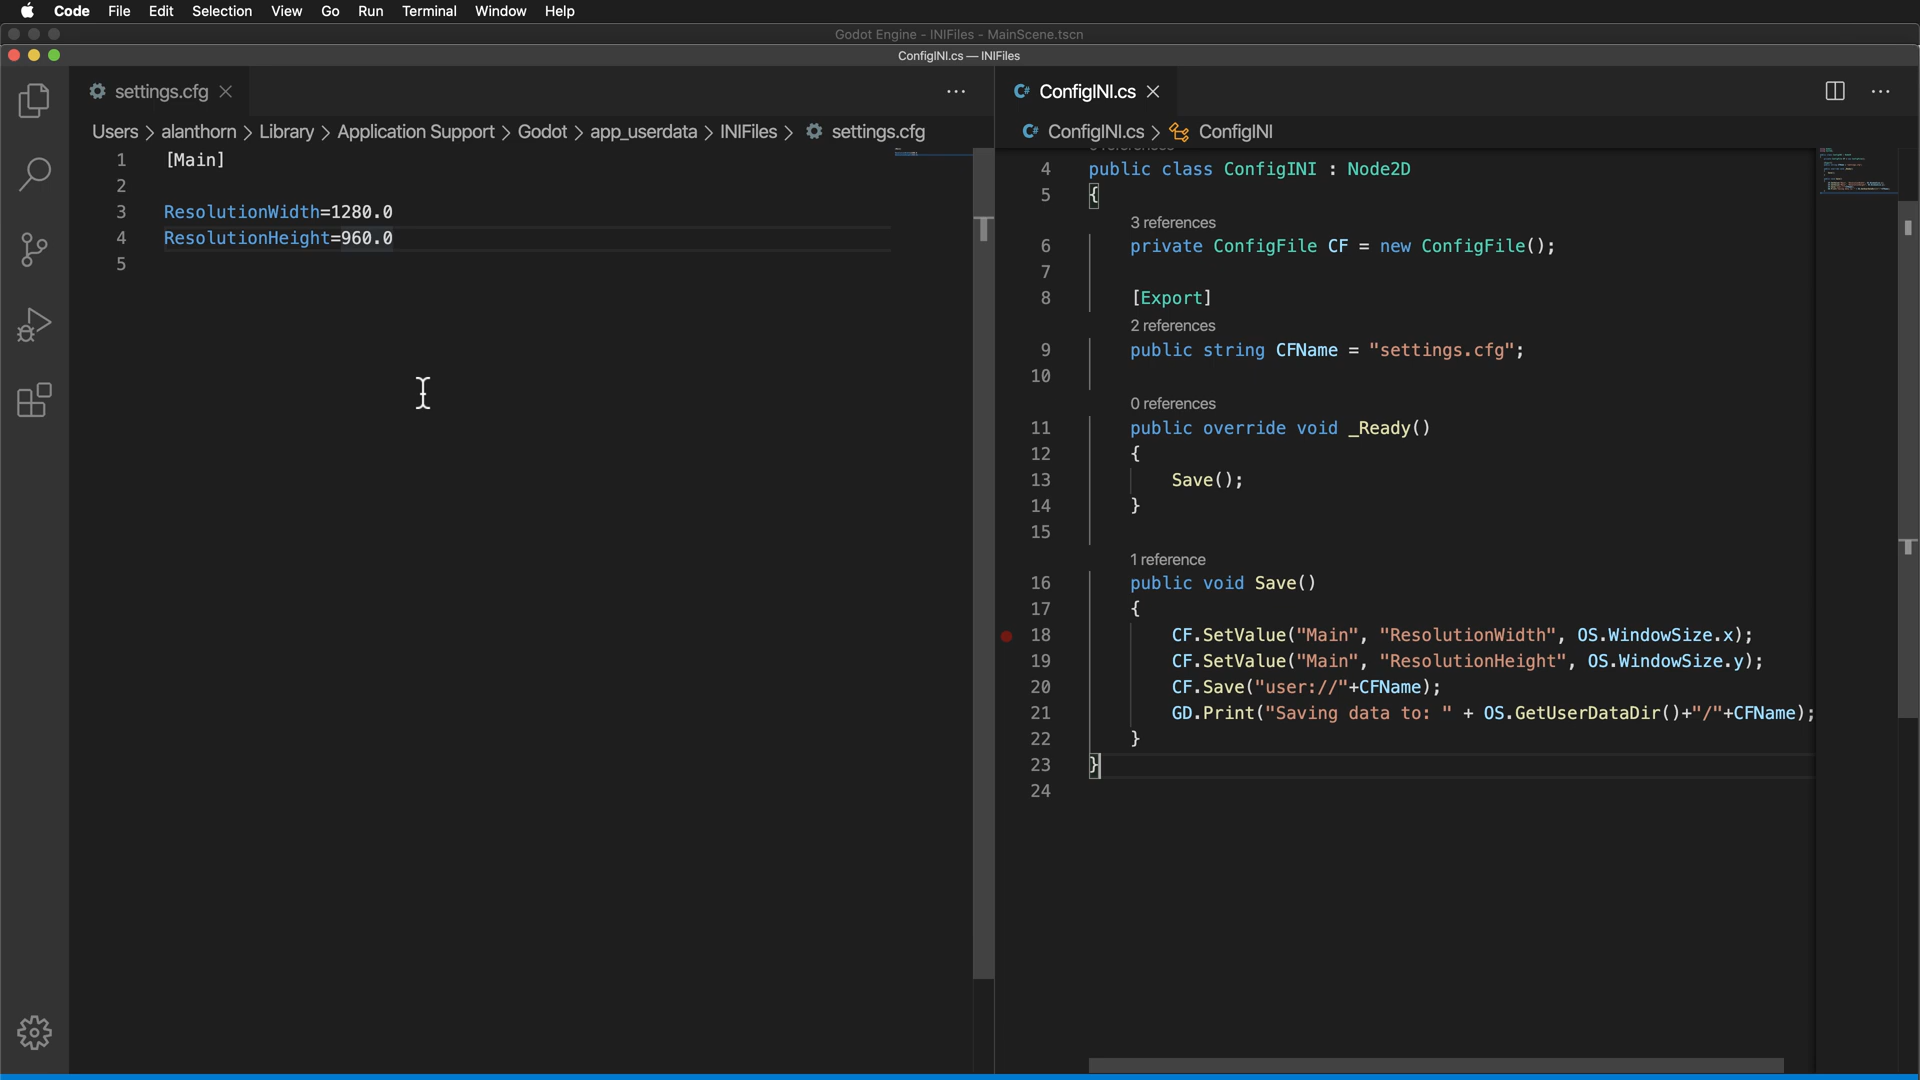 Code File Edit Selection View Go Run Terminal Window Help
Godot Engine - INIFiles - MainScene.tscn
ConfigINI.cs — INIFiles
settings.cfg
Users > alanthorn > Library > Application Support > Godot > app_userdata > INIFiles > settings.cfg
1 [Main]
2
3 ResolutionWidth=1280.0
4 ResolutionHeight=960.0
5
C# ConfigINI.cs
C# ConfigINI.cs > ConfigINI
4 public class ConfigINI : Node2D
5 {
3 references
6 private ConfigFile CF = new ConfigFile();
7
8 [Export]
2 references
9 public string CFName = "settings.cfg";
10
0 references
11 public override void _Ready()
12 {
13 Save();
14 }
15
1 reference
16 public void Save()
17 {
18 CF.SetValue("Main", "ResolutionWidth", OS.WindowSize.x);
19 CF.SetValue("Main", "ResolutionHeight", OS.WindowSize.y);
20 CF.Save("user://"+CFName);
21 GD.Print("Saving data to: " + OS.GetUserDataDir()+"/"+CFName);
22 }
23 }
24